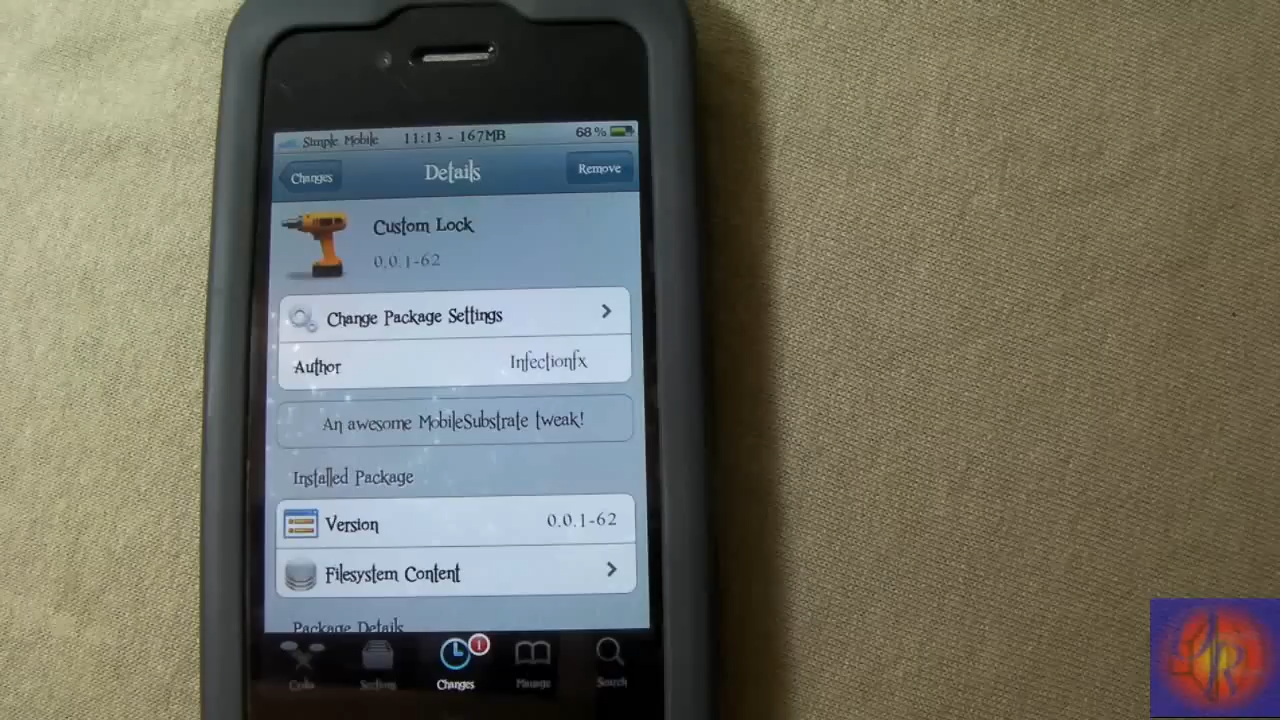 Simple Mobile 11:13 - 167MB 68%
Changes Details Remove
Custom Lock
0.0.1-62
Change Package Settings
Author Infectionfx
An awesome MobileSubstrate tweak!
Installed Package
Version 0.0.1-62
Filesystem Content
Package Details
1
Cydia Sections Changes Manage Search